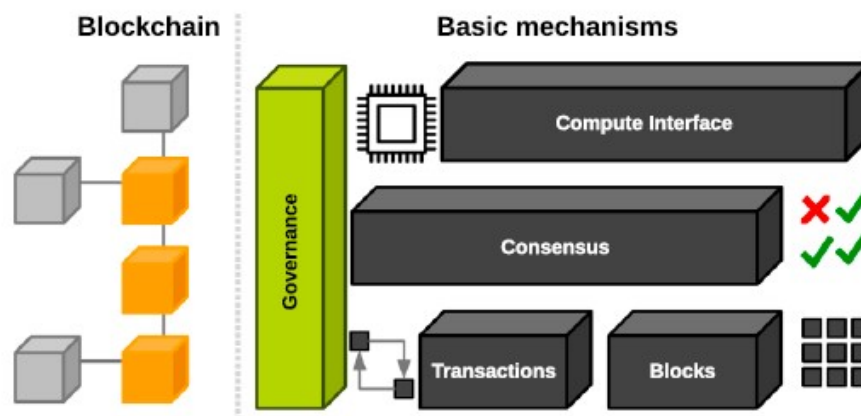 Blockchain
Basic mechanisms
Compute Interface
Consensus
Governance
Transactions
Blocks